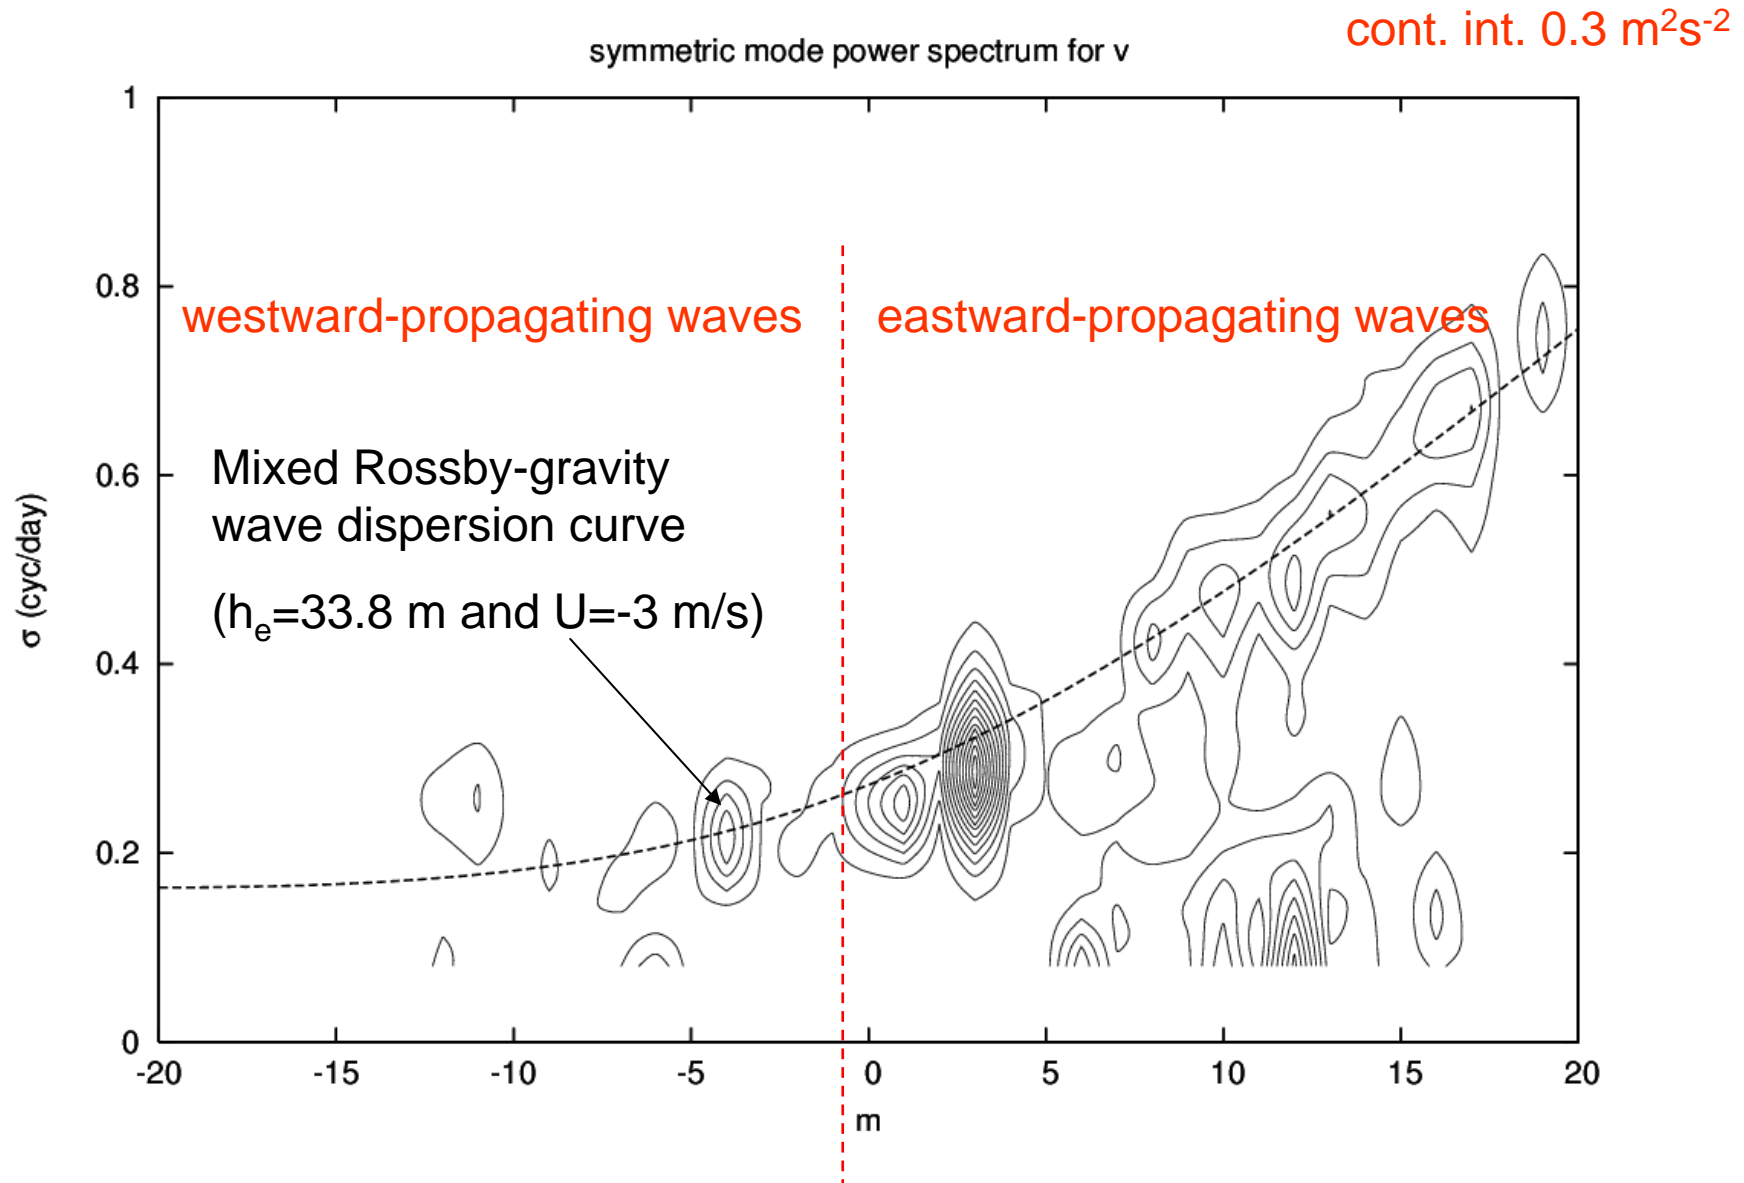 cont. int. 0.3 m²s⁻²
symmetric mode power spectrum for v
1
0.8
westward-propagating waves eastward-propagating waves
Mixed Rossby-gravity
wave dispersion curve
0.6
(hₑ=33.8 m and U=-3 m/s)
σ (cyc/day)
0.4
0.2
0
-20 -15 -10 -5 0 5 10 15 20
m